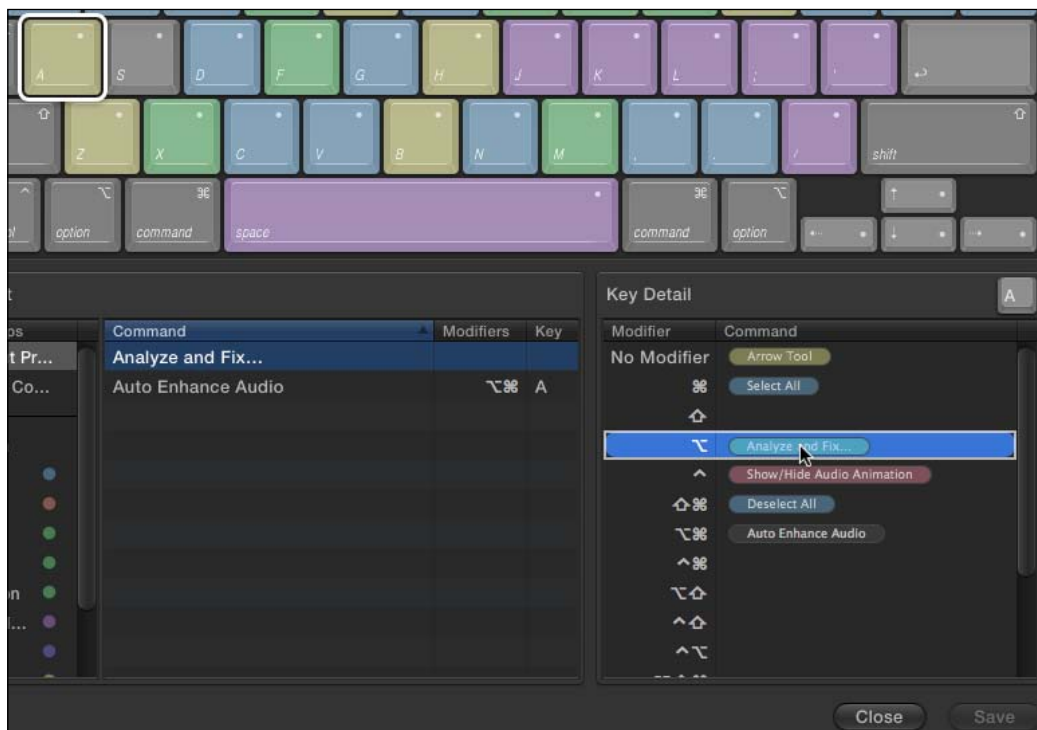 A S D F G H J K L ; '
Z X C V B N M , . / shift
option command space command option
Key Detail A
Command Modifiers Key
Modifier Command
t Pr...
Co...
Analyze and Fix...
Auto Enhance Audio ⌥⌘ A
No Modifier Arrow Tool
⌘ Select All
⇧
⌥ Analyze and Fix...
^ Show/Hide Audio Animation
⇧⌘ Deselect All
⌥⌘ Auto Enhance Audio
^⌘
⌥⇧
^⇧
^⌥
Close Save